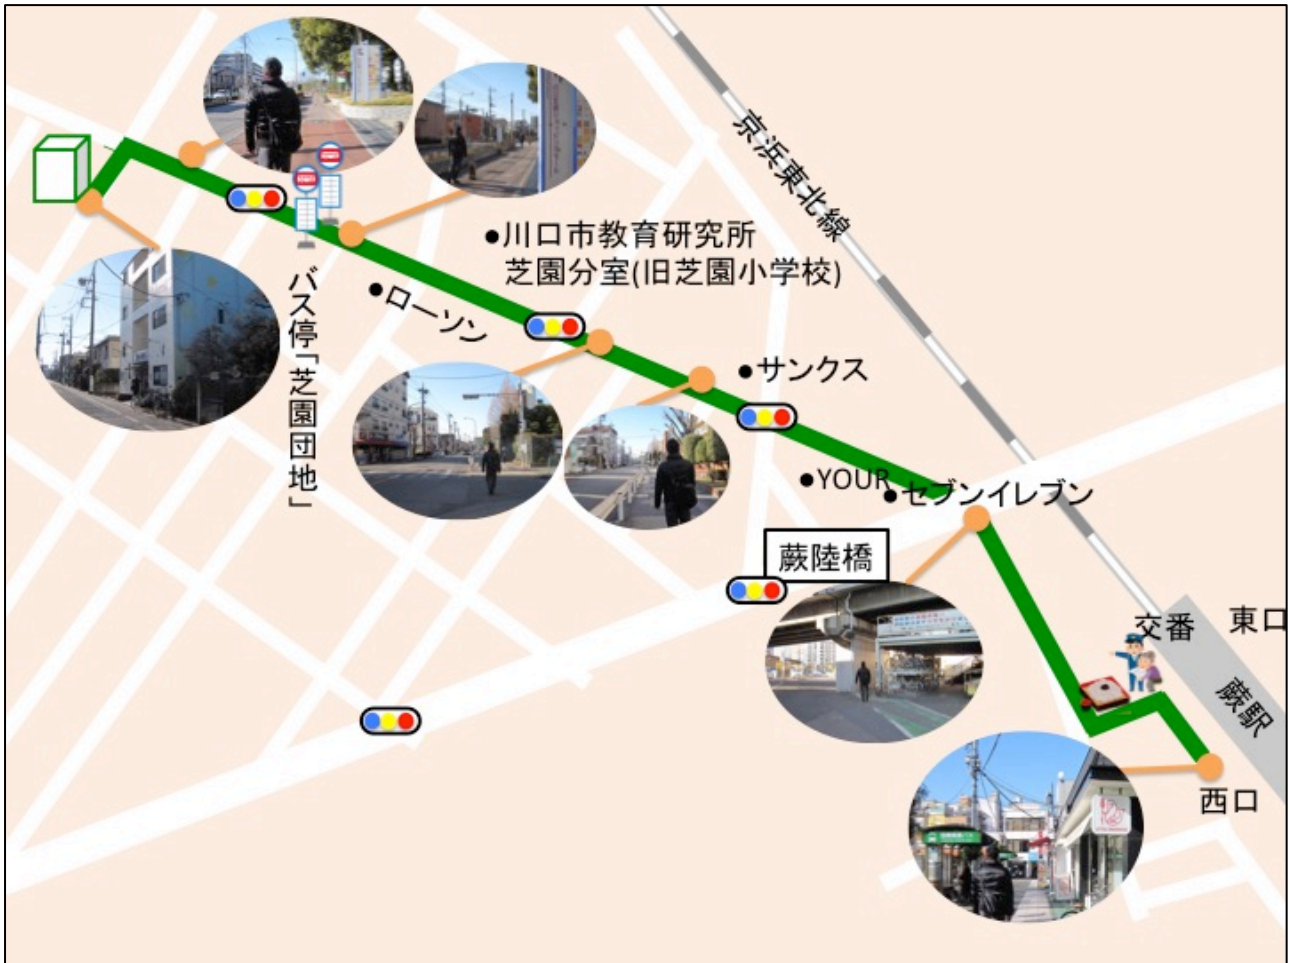 京浜東北線
川口市教育研究所
芝園分室(旧芝園小学校)
バス停「芝園団地」
ローソン
サンクス
YOUR
セブンイレブン
蕨陸橋
交番
東口
蕨駅
西口